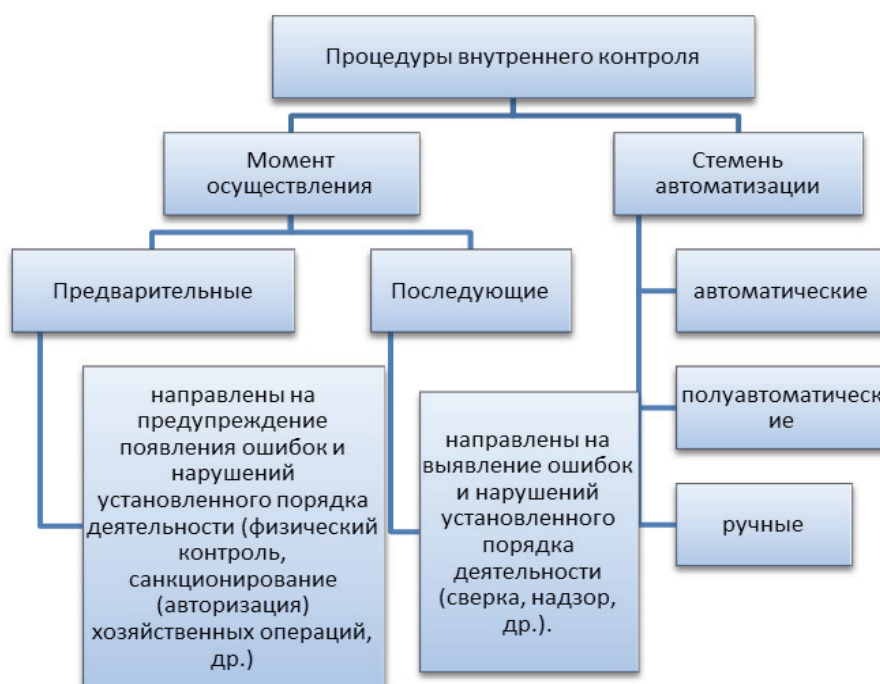 Процедуры внутреннего контроля
Момент
осуществления
Стемень
автоматизации
Предварительные
Последующие
автоматические
направлены на
предупреждение
появления ошибок и
нарушений
установленного порядка
деятельности (физический
контроль,
санкционирование
(авторизация)
хозяйственных операций,
др.)
направлены на
выявление ошибок
и нарушений
установленного
порядка
деятельности
(сверка, надзор,
др.).
полуавтоматическ
ие
ручные